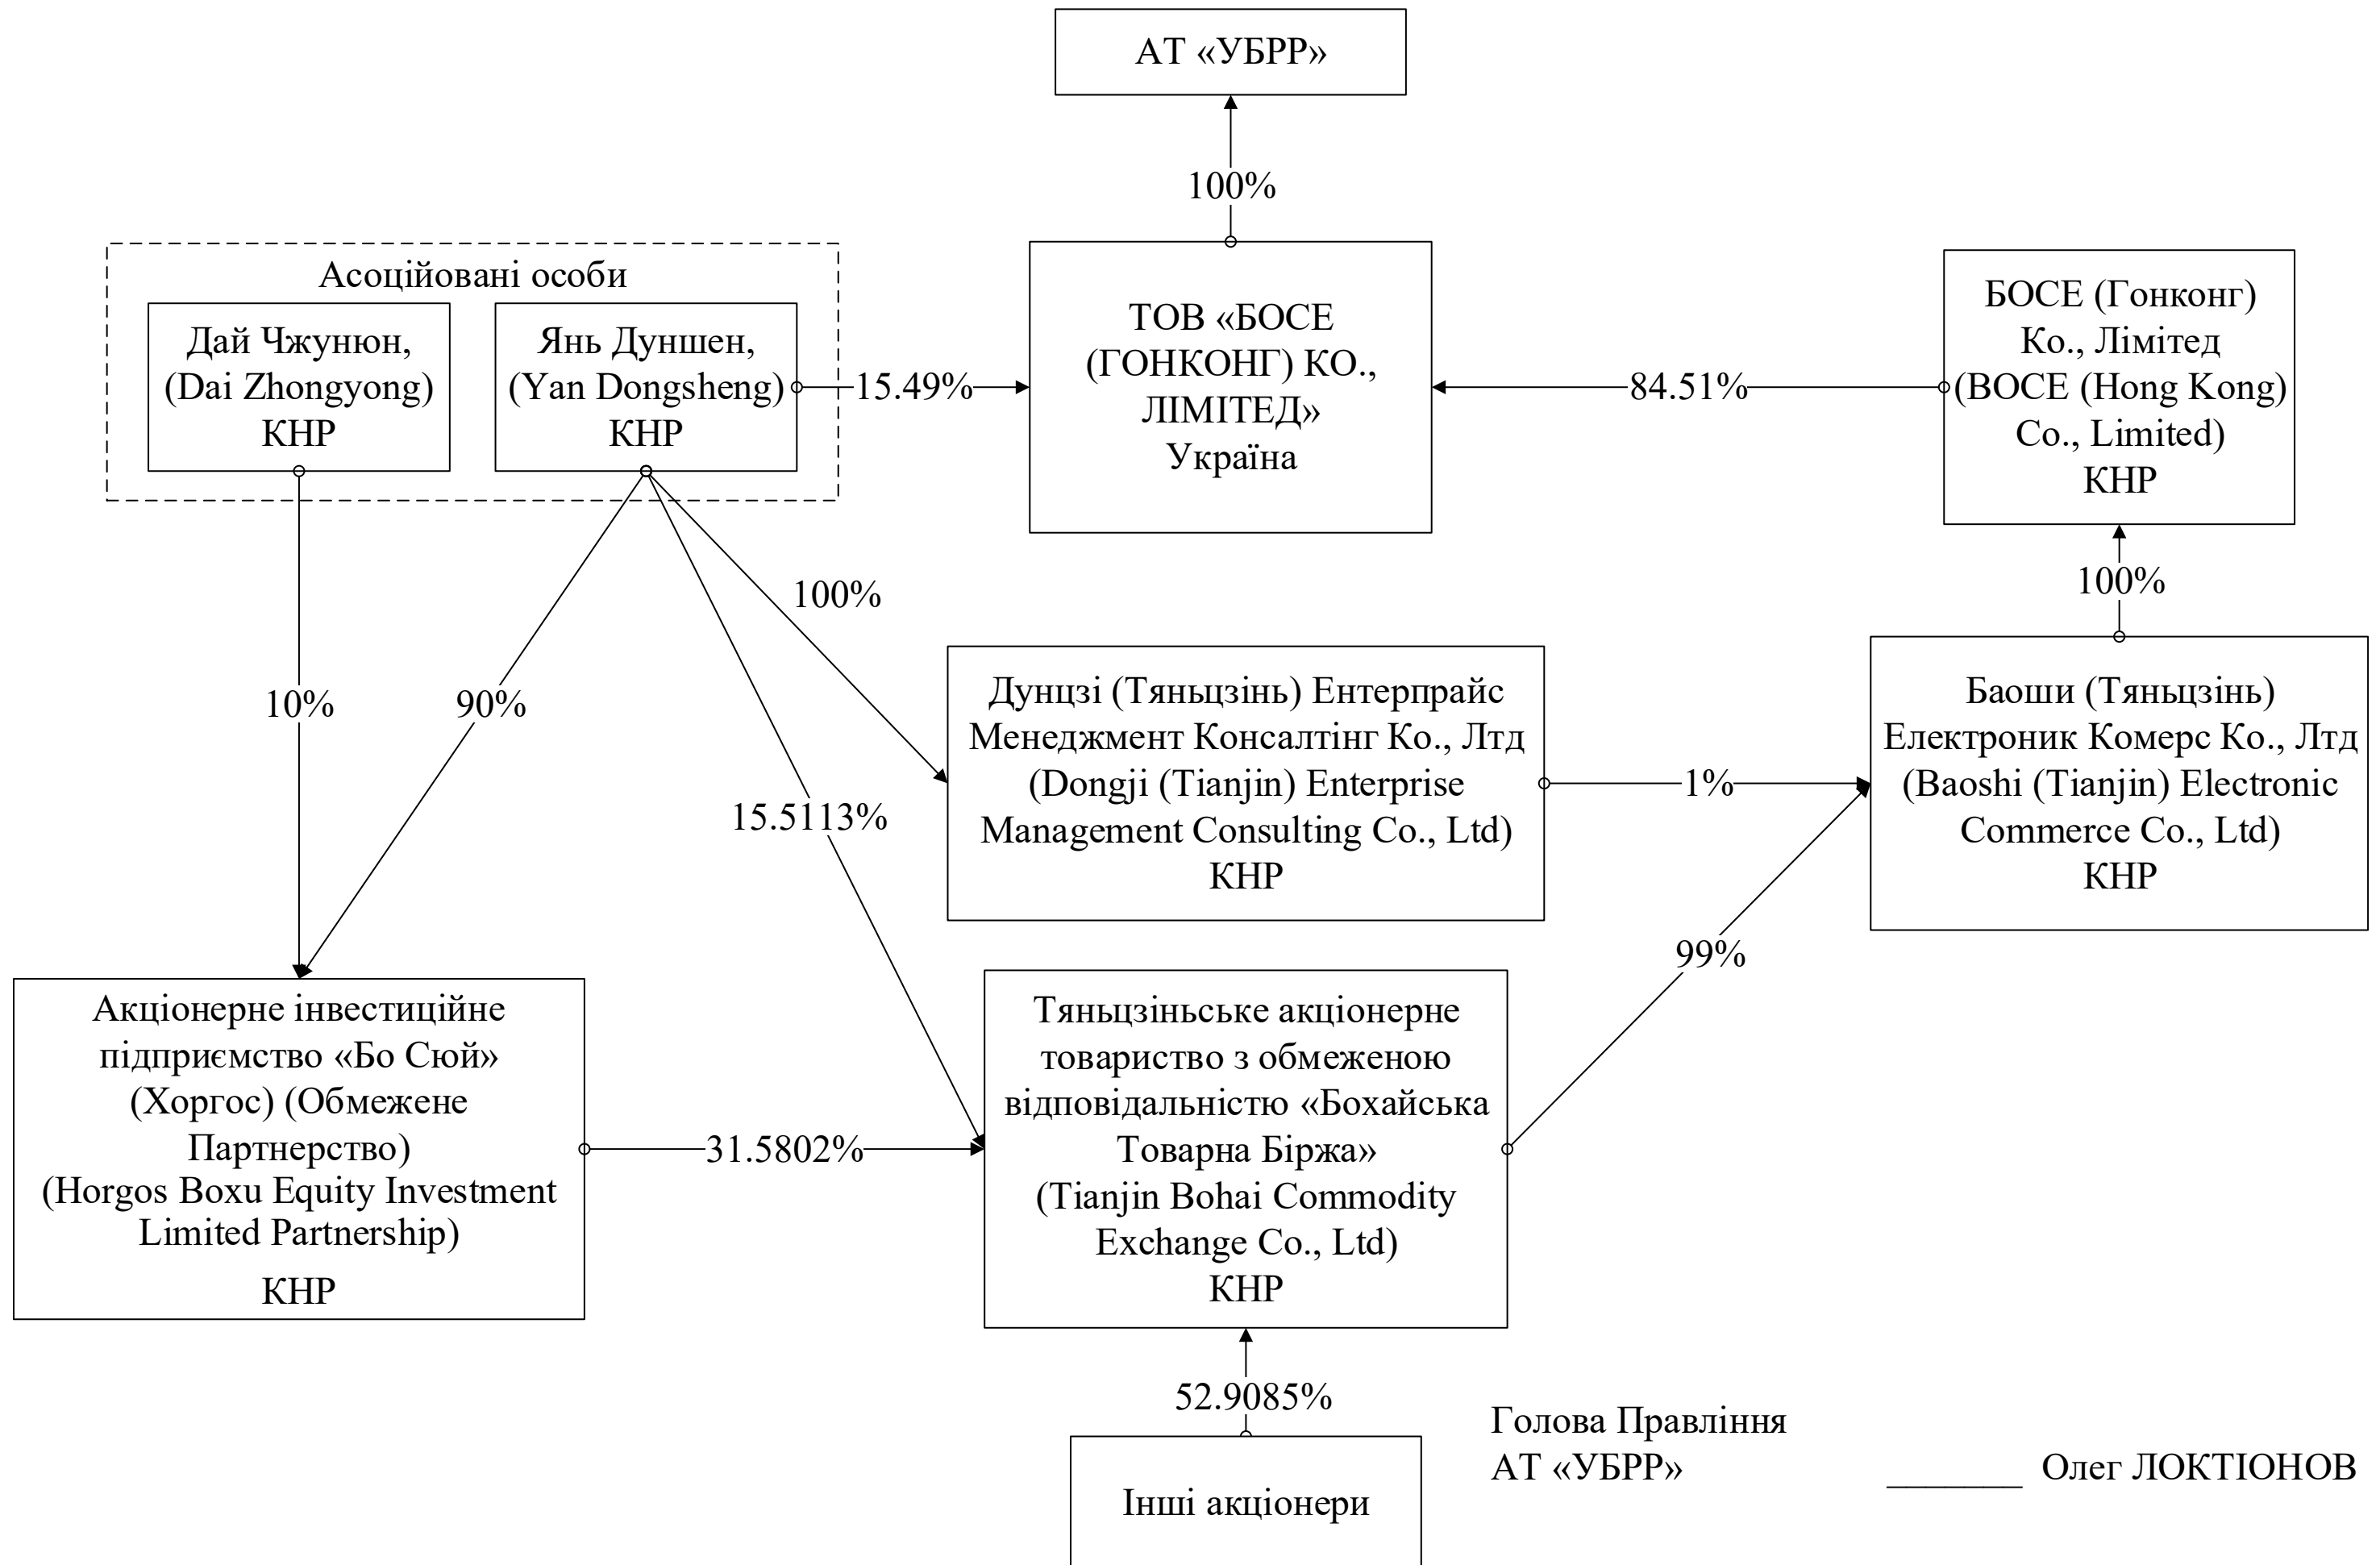 АТ «УБРР»
100%
Асоційовані особи
Дай Чжунюн,
(Dai Zhongyong)
КНР
Янь Дуншен,
(Yan Dongsheng)
КНР
15.49%
ТОВ «БОСЕ
(ГОНКОНГ) КО.,
ЛІМІТЕД»
Україна
84.51%
БОСЕ (Гонконг)
Ко., Лімітед
(BOCE (Hong Kong)
Co., Limited)
КНР
100%
100%
10%
90%
15.5113%
Дунцзі (Тяньцзінь) Ентерпрайс
Менеджмент Консалтінг Ко., Лтд
(Dongji (Tianjin) Enterprise
Management Consulting Co., Ltd)
КНР
1%
Баоши (Тяньцзінь)
Електроник Комерс Ко., Лтд
(Baoshi (Tianjin) Electronic
Commerce Co., Ltd)
КНР
99%
Акціонерне інвестиційне
підприємство «Бо Сюй»
(Хоргос) (Обмежене
Партнерство)
(Horgos Boxu Equity Investment
Limited Partnership)
КНР
31.5802%
Тяньцзіньське акціонерне
товариство з обмеженою
відповідальністю «Бохайська
Товарна Біржа»
(Tianjin Bohai Commodity
Exchange Co., Ltd)
КНР
52.9085%
Інші акціонери
Голова Правління
АТ «УБРР» _______ Олег ЛОКТІОНОВ